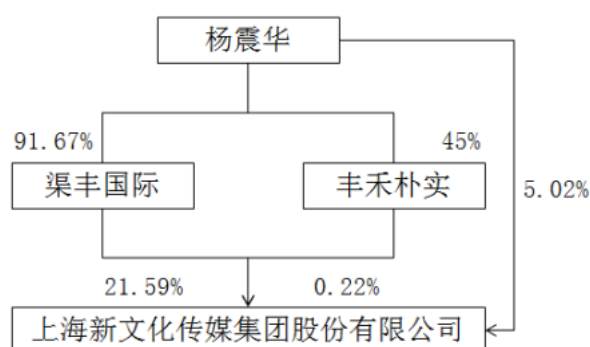 杨震华
91.67%
45%
渠丰国际
丰禾朴实
5.02%
21.59%
0.22%
上海新文化传媒集团股份有限公司